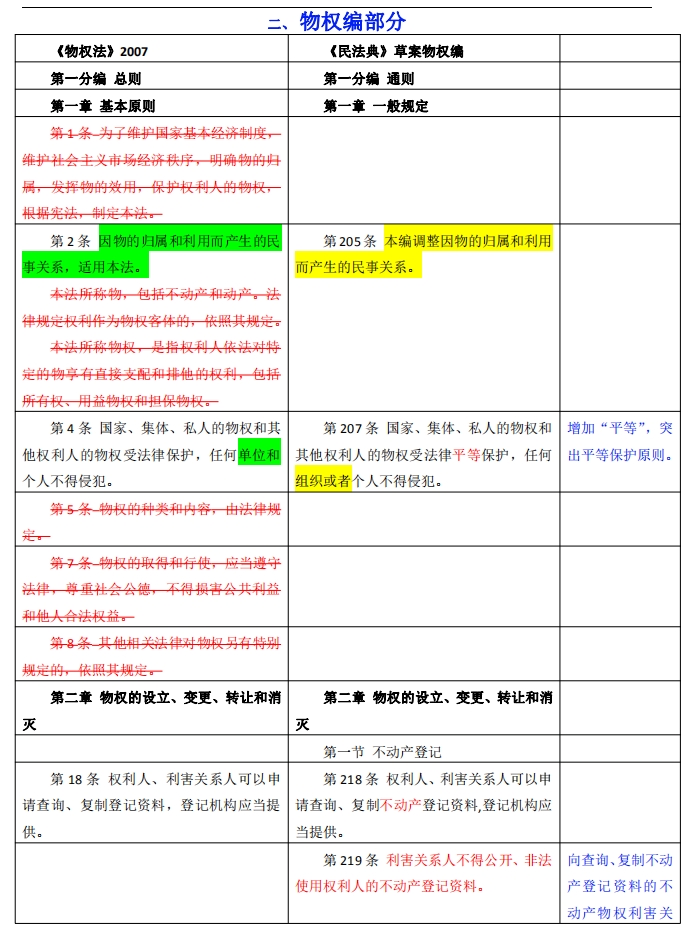 二、物权编部分
《物权法》2007
《民法典》草案物权编
第一分编 总则
第一分编 通则
第一章 基本原则
第一章 一般规定
第 1 条 为了维护国家基本经济制度，
维护社会主义市场经济秩序，明确物的归
属，发挥物的效用，保护权利人的物权，
根据宪法，制定本法。
第 2 条 因物的归属和利用而产生的民
事关系，适用本法。
本法所称物，包括不动产和动产。法
律规定权利作为物权客体的，依照其规定。
本法所称物权，是指权利人依法对特
定的物享有直接支配和排他的权利，包括
所有权、用益物权和担保物权。
第 205 条 本编调整因物的归属和利用
而产生的民事关系。
第 4 条 国家、集体、私人的物权和其
他权利人的物权受法律保护，任何单位和
个人不得侵犯。
第 207 条 国家、集体、私人的物权和
其他权利人的物权受法律平等保护，任何
组织或者个人不得侵犯。
增加“平等”，突
出平等保护原则。
第 5 条 物权的种类和内容，由法律规
定。
第 7 条 物权的取得和行使，应当遵守
法律，尊重社会公德，不得损害公共利益
和他人合法权益。
第 8 条 其他相关法律对物权另有特别
规定的，依照其规定。
第二章 物权的设立、变更、转让和消
灭
第二章 物权的设立、变更、转让和消
灭
第一节 不动产登记
第 18 条 权利人、利害关系人可以申
请查询、复制登记资料，登记机构应当提
供。
第 218 条 权利人、利害关系人可以申
请查询、复制不动产登记资料,登记机构应
当提供。
第 219 条 利害关系人不得公开、非法
使用权利人的不动产登记资料。
向查询、复制不动
产登记资料的不
动产物权利害关